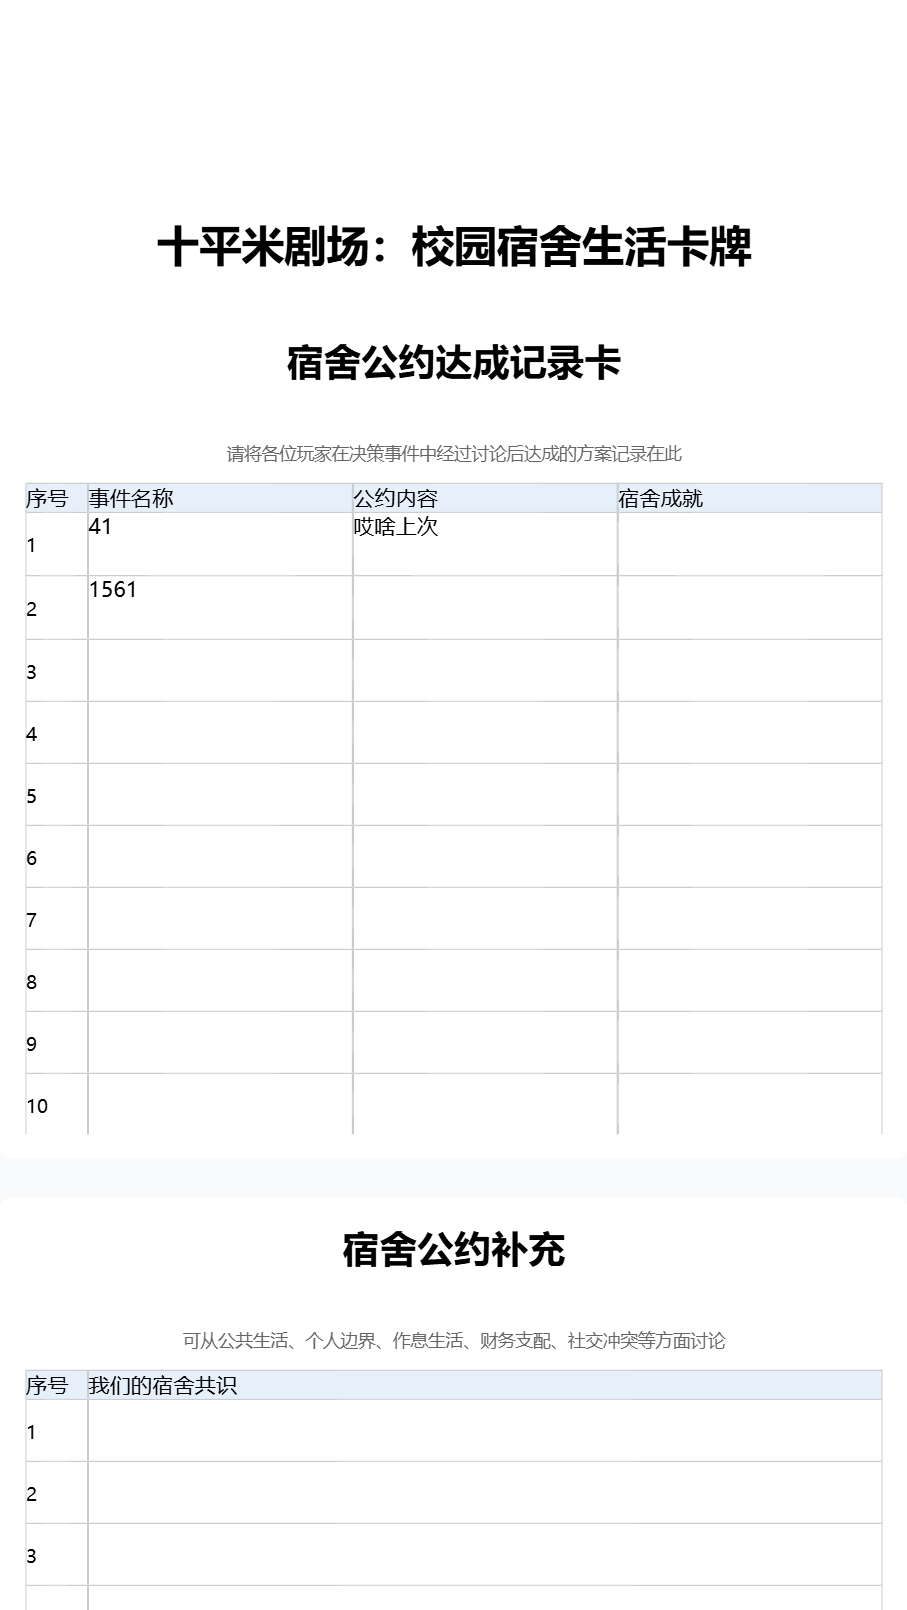 十平米剧场：校园宿舍生活卡牌
宿舍公约达成记录卡
请将各位玩家在决策事件中经过讨论后达成的方案记录在此
序号 事件名称 公约内容 宿舍成就
1 41 哎啥上次
2 1561
3
4
5
6
7
8
9
10
宿舍公约补充
可从公共生活、个人边界、作息生活、财务支配、社交冲突等方面讨论
序号 我们的宿舍共识
1
2
3